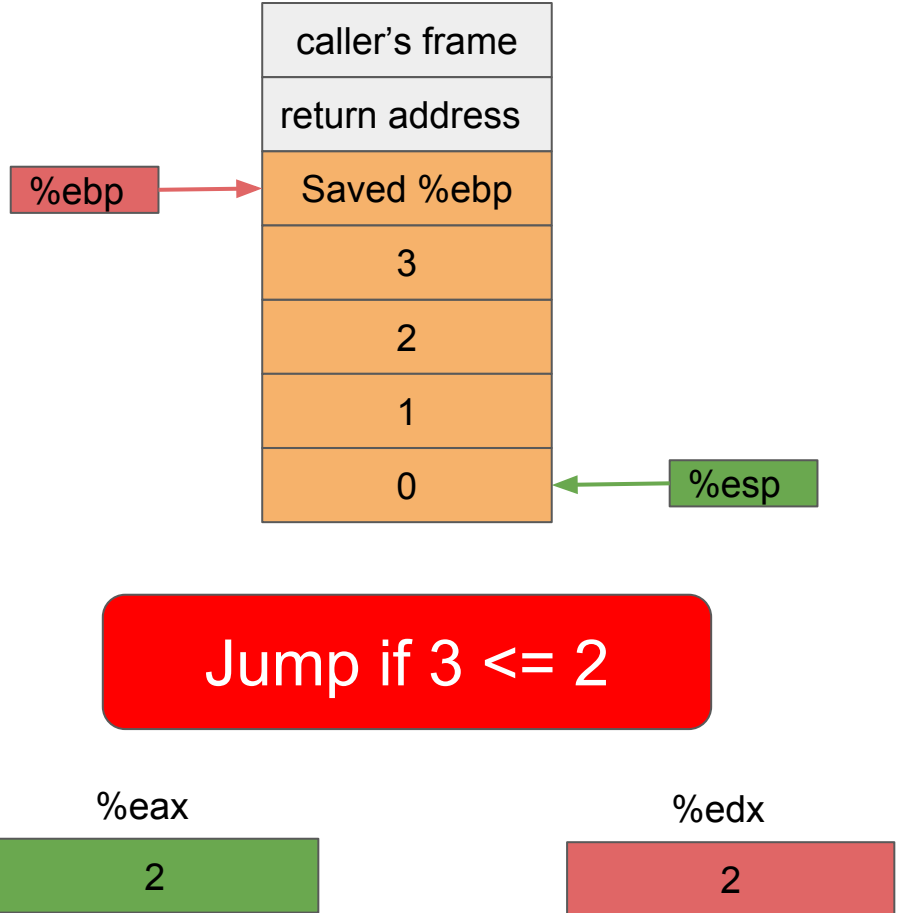 caller’s frame
return address
%ebp
Saved %ebp
3
2
1
0
%esp
Jump if 3 <= 2
%eax
%edx
2
2